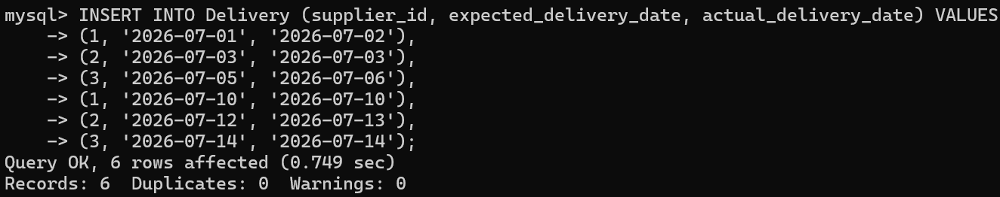 mysql> INSERT INTO Delivery (supplier_id, expected_delivery_date, actual_delivery_date) VALUES
    -> (1, '2026-07-01', '2026-07-02'),
    -> (2, '2026-07-03', '2026-07-03'),
    -> (3, '2026-07-05', '2026-07-06'),
    -> (1, '2026-07-10', '2026-07-10'),
    -> (2, '2026-07-12', '2026-07-13'),
    -> (3, '2026-07-14', '2026-07-14');
Query OK, 6 rows affected (0.749 sec)
Records: 6  Duplicates: 0  Warnings: 0